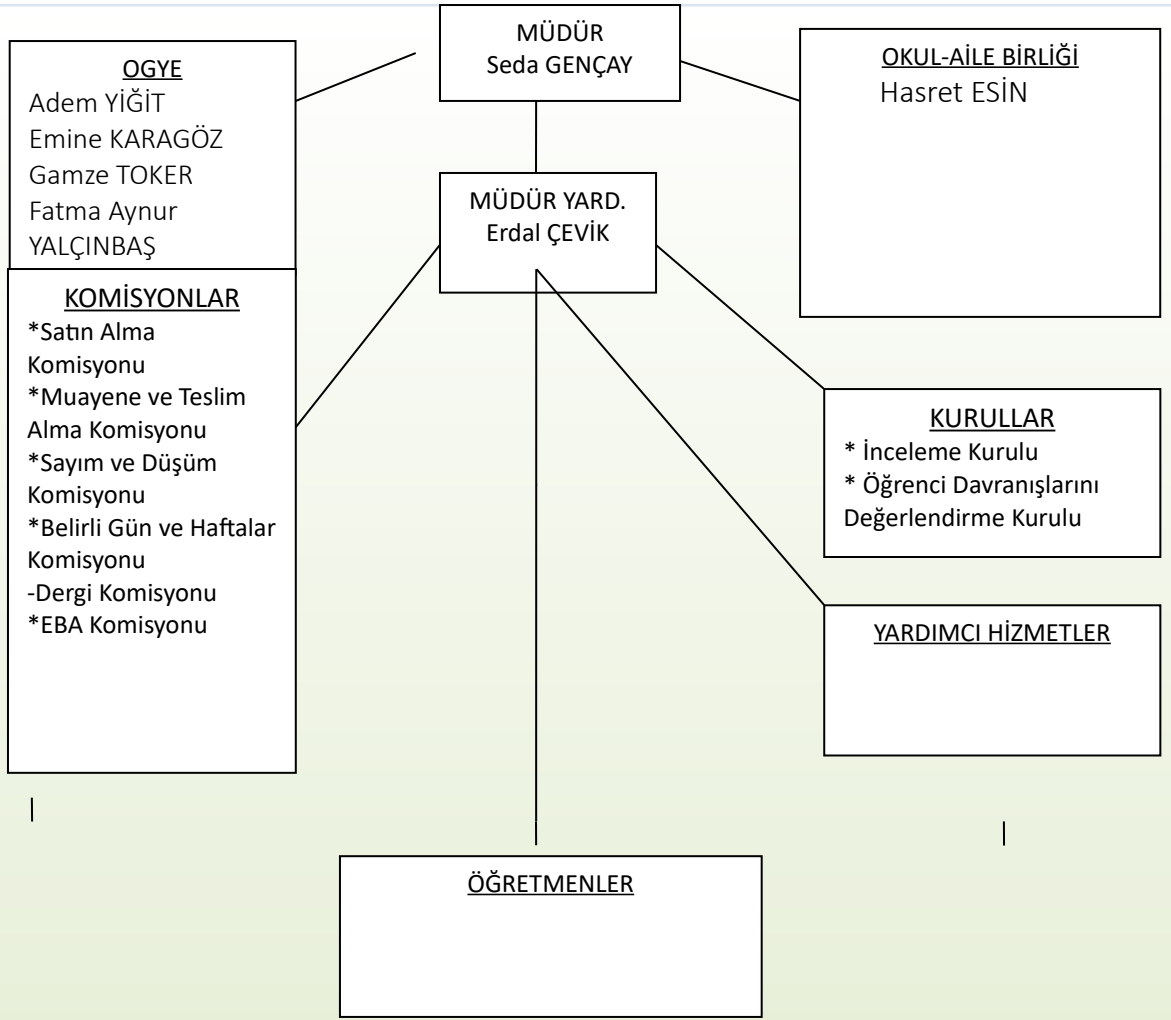 MÜDÜR
Seda GENÇAY
OGYE
Adem YİĞİT
Emine KARAGÖZ
Gamze TOKER
Fatma Aynur
YALÇINBAŞ
OKUL-AİLE BİRLİĞİ
Hasret ESİN
MÜDÜR YARD.
Erdal ÇEVİK
KOMİSYONLAR
*Satın Alma
Komisyonu
*Muayene ve Teslim
Alma Komisyonu
*Sayım ve Düşüm
Komisyonu
*Belirli Gün ve Haftalar
Komisyonu
-Dergi Komisyonu
*EBA Komisyonu
KURULLAR
* İnceleme Kurulu
* Öğrenci Davranışlarını
Değerlendirme Kurulu
YARDIMCI HİZMETLER
ÖĞRETMENLER